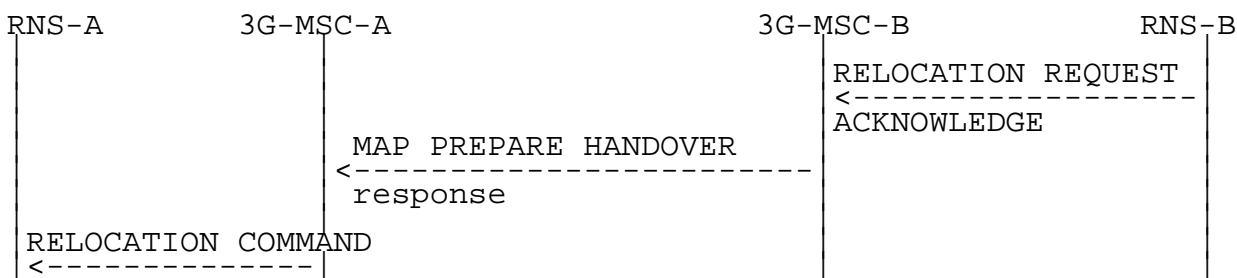 RNS-A 3G-MSC-A 3G-MSC-B RNS-B
RELOCATION REQUEST
ACKNOWLEDGE
MAP PREPARE HANDOVER
response
RELOCATION COMMAND